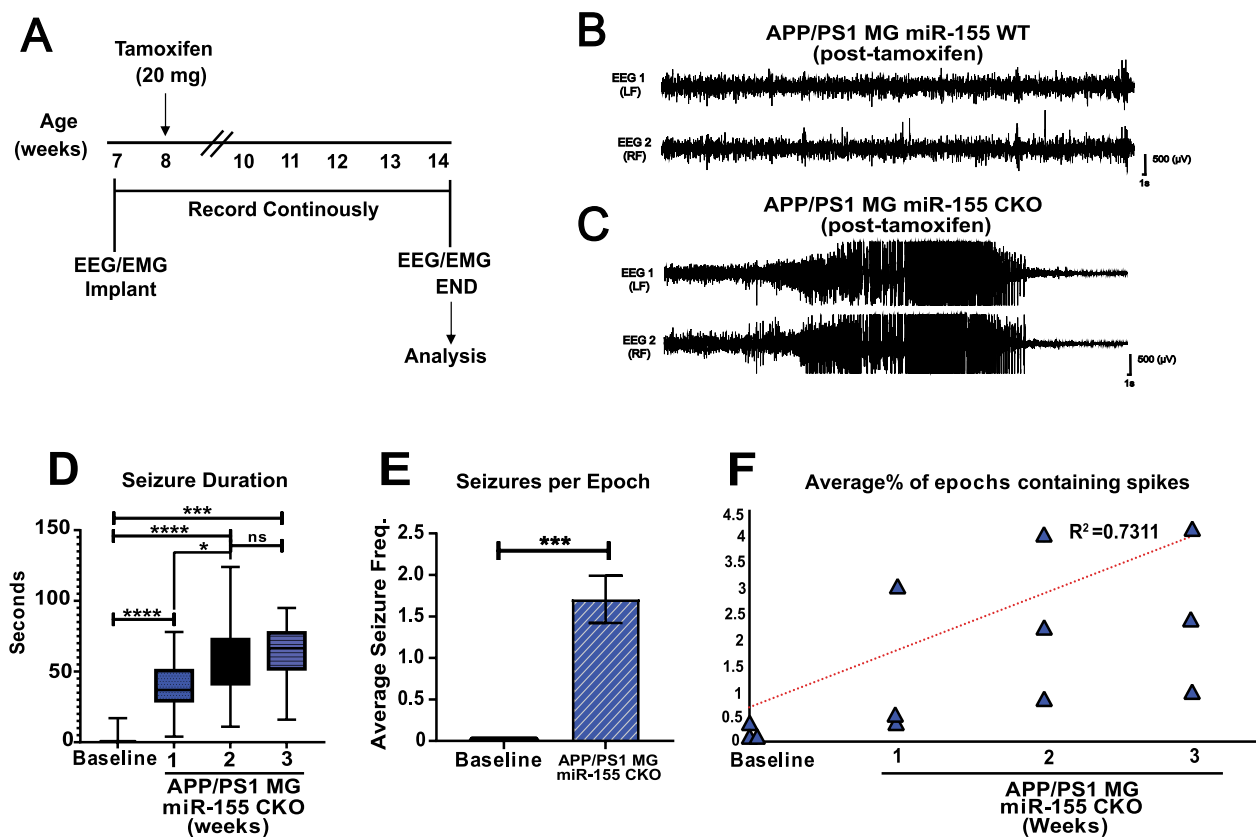 A
Tamoxifen
(20 mg)
Age
(weeks)
7 8 10 11 12 13 14
Record Continously
EEG/EMG
Implant
EEG/EMG
END
Analysis
B
APP/PS1 MG miR-155 WT
(post-tamoxifen)
EEG 1
(LF)
EEG 2
(RF)
500 (µV)
1s
C
APP/PS1 MG miR-155 CKO
(post-tamoxifen)
EEG 1
(LF)
EEG 2
(RF)
500 (µV)
1s
D
Seizure Duration
***
****
* ns
****
Seconds
150
100
50
0
Baseline 1 2 3
APP/PS1 MG
miR-155 CKO
(weeks)
E
Seizures per Epoch
***
Average Seizure Freq.
2.5
2.0
1.5
1.0
0.5
0
Baseline
APP/PS1 MG
miR-155 CKO
F
Average% of epochs containing spikes
R² =0.7311
4.5
4
3.5
3
2.5
2
1.5
1
0.5
0
Baseline 1 2 3
APP/PS1 MG
miR-155 CKO
(Weeks)